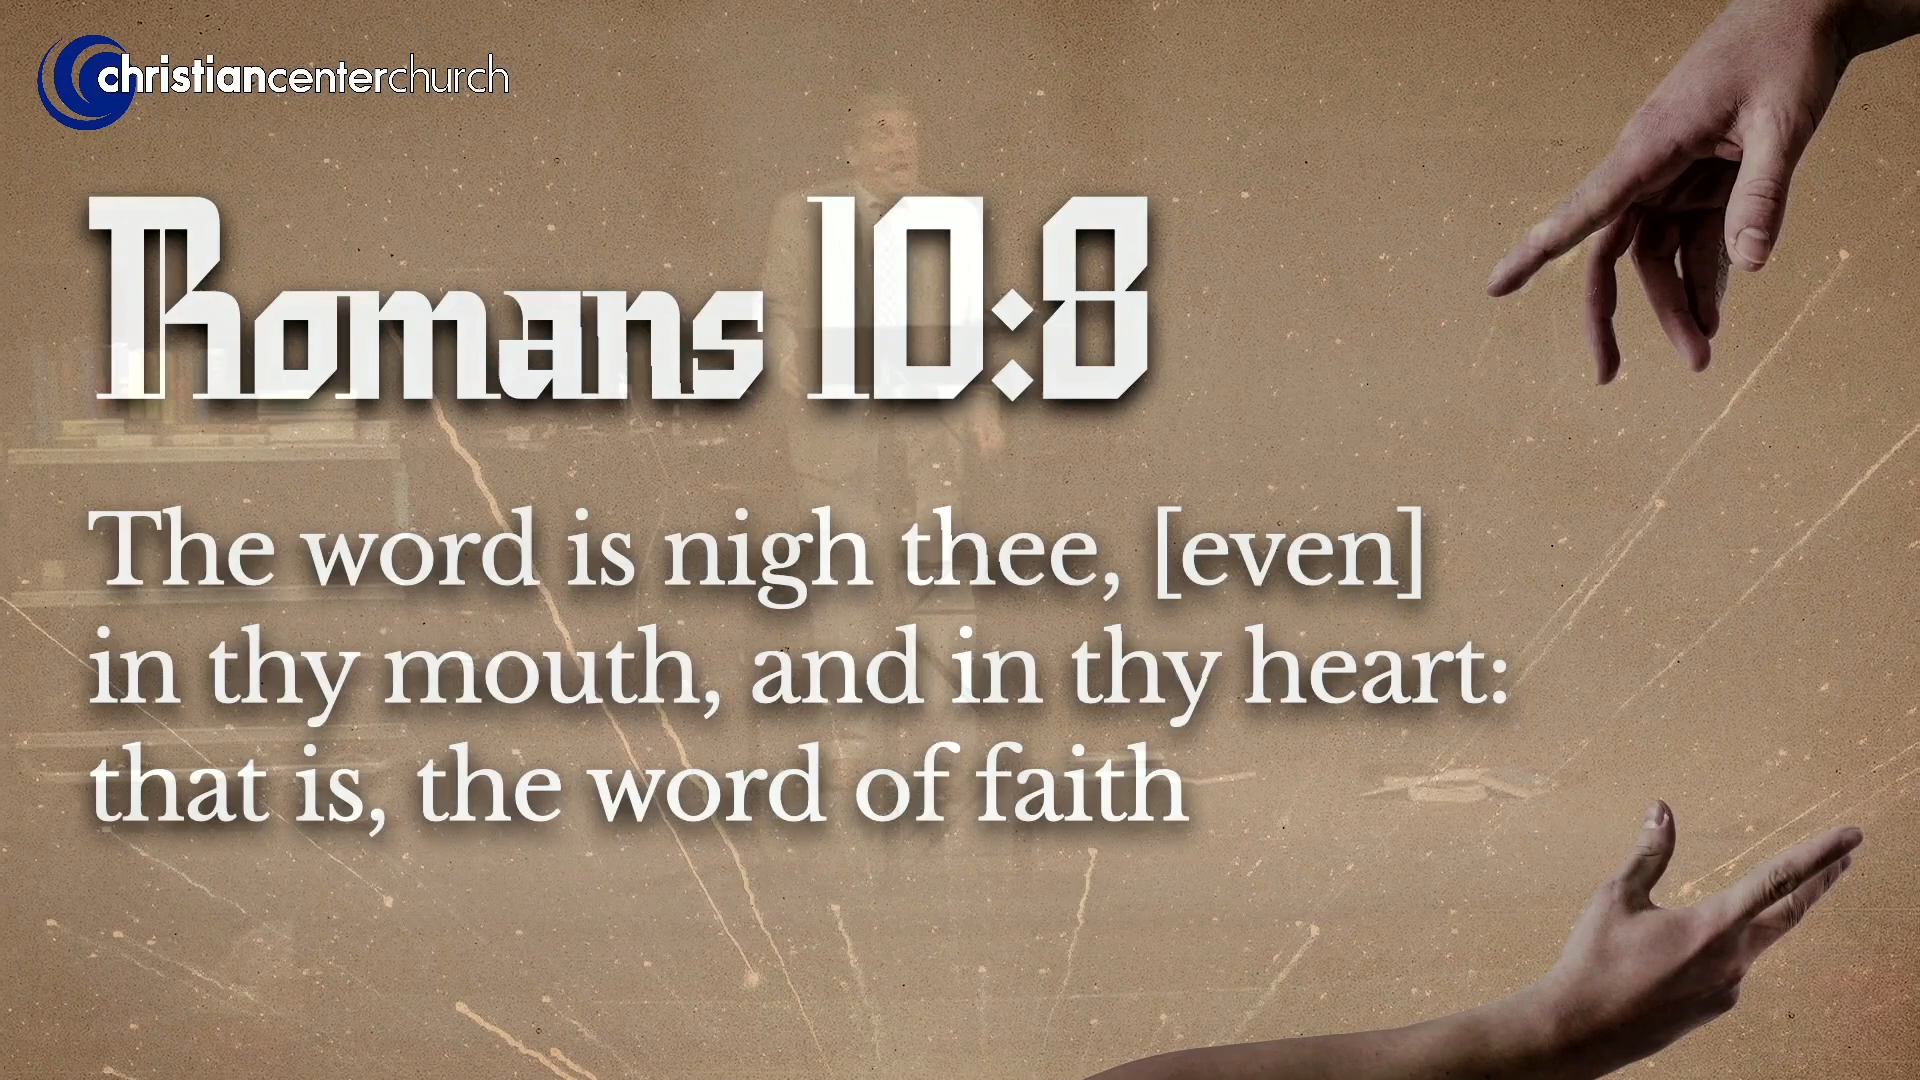 christiancenterchurch
Romans 10:8
The word is nigh thee, [even]
in thy mouth, and in thy heart:
that is, the word of faith